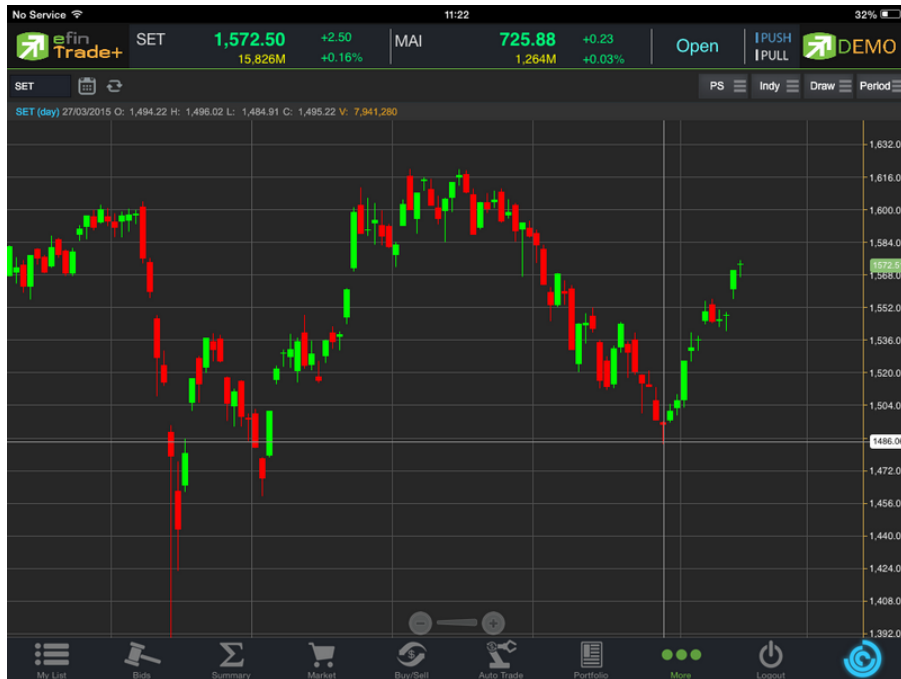 No Service 11:22 32%
efin Trade+ SET 1,572.50 +2.50 MAI 725.88 +0.23 Open PUSH DEMO
15,826M +0.16% 1,264M +0.03% PULL
SET PS Indy Draw Period
SET (day) 27/03/2015 O: 1,494.22 H: 1,496.02 L: 1,484.91 C: 1,495.22 V: 7,941,280
1,632.0
1,616.0
1,600.0
1,584.0
1572.5
1,568.0
1,552.0
1,536.0
1,520.0
1,504.0
1486.0
1,472.0
1,456.0
1,440.0
1,424.0
1,408.0
1,392.0
My List Bids Summary Market Buy/Sell Auto Trade Portfolio More Logout